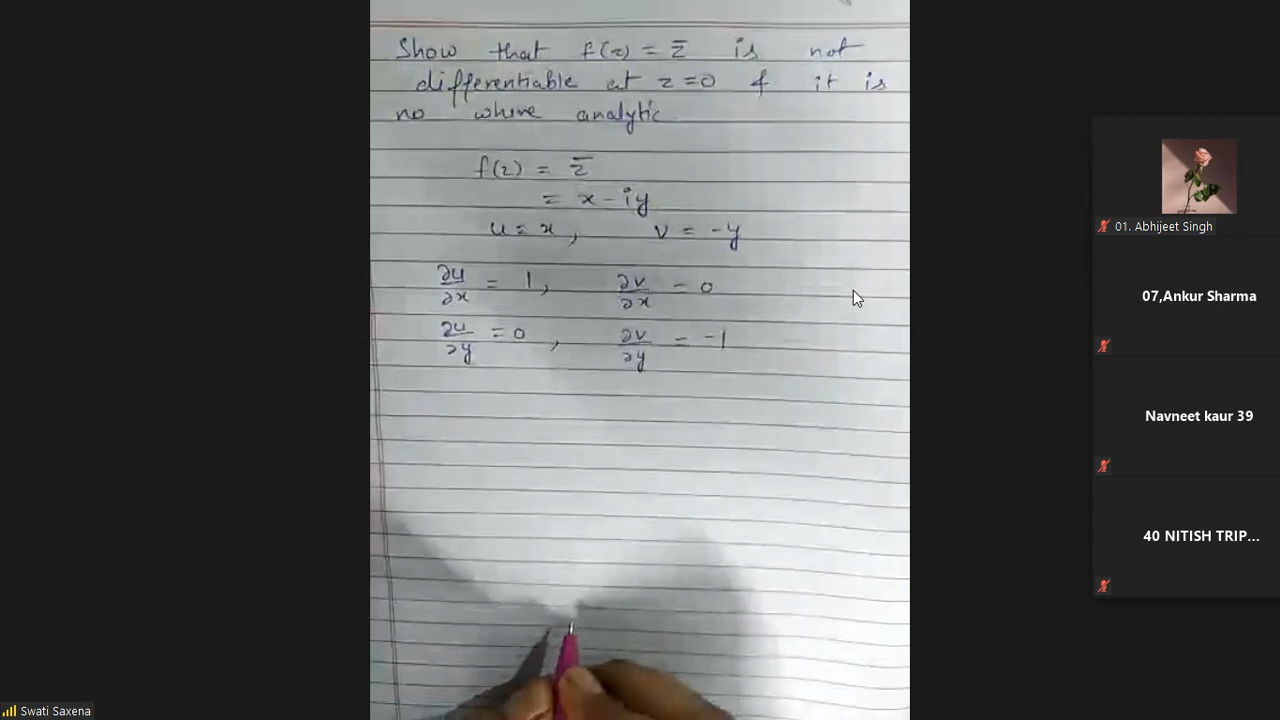 Show that f(z) = z̅ is not
differentiable at z=0 & it is
no where analytic
f(z) = z̅
= x - iy
u = x , v = -y
∂u/∂x = 1, ∂v/∂x = 0
∂u/∂y = 0 , ∂v/∂y = -1
01. Abhijeet Singh
07,Ankur Sharma
Navneet kaur 39
40 NITISH TRIP...
Swati Saxena